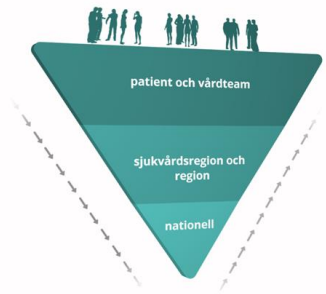 patient och vårdteam
sjukvårdsregion och
region
nationell